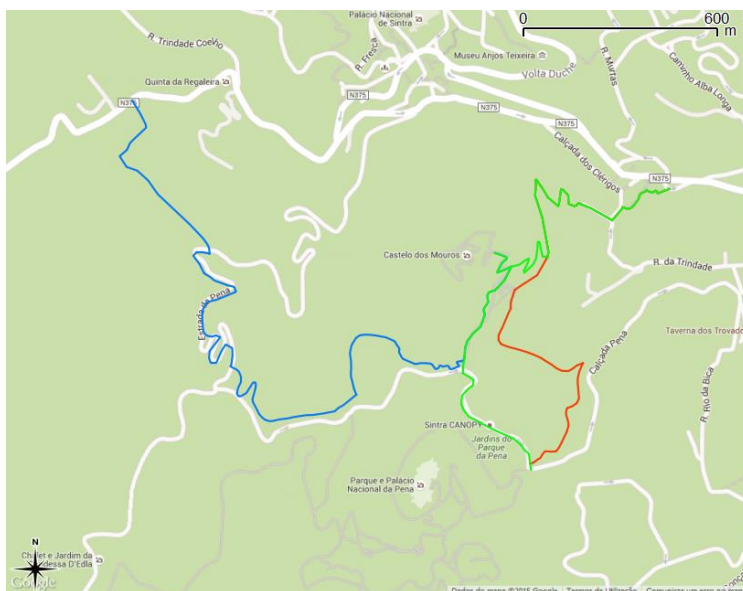 0 600
m
Palácio Nacional
de Sintra
R. Trindade Coelho
R. Fresca
Museu Anjos Teixeira
Volta Duche
R. Murtas
Caminho Alba Longa
Quinta da Regaleira
N375
N375
N375
Calçada dos Clérigos
N375
Castelo dos Mouros
R. da Trindade
Estrada da Pena
Taverna dos Trovado
Calçada Pena
R. Rio da Bica
Sintra CANOPY
Jardins do
Parque
da Pena
Parque e Palácio
Nacional da Pena
N
Chalet e Jardim da
dessa D'Edla
Google
Dados do mapa ©2015 Google Termos de Utilização